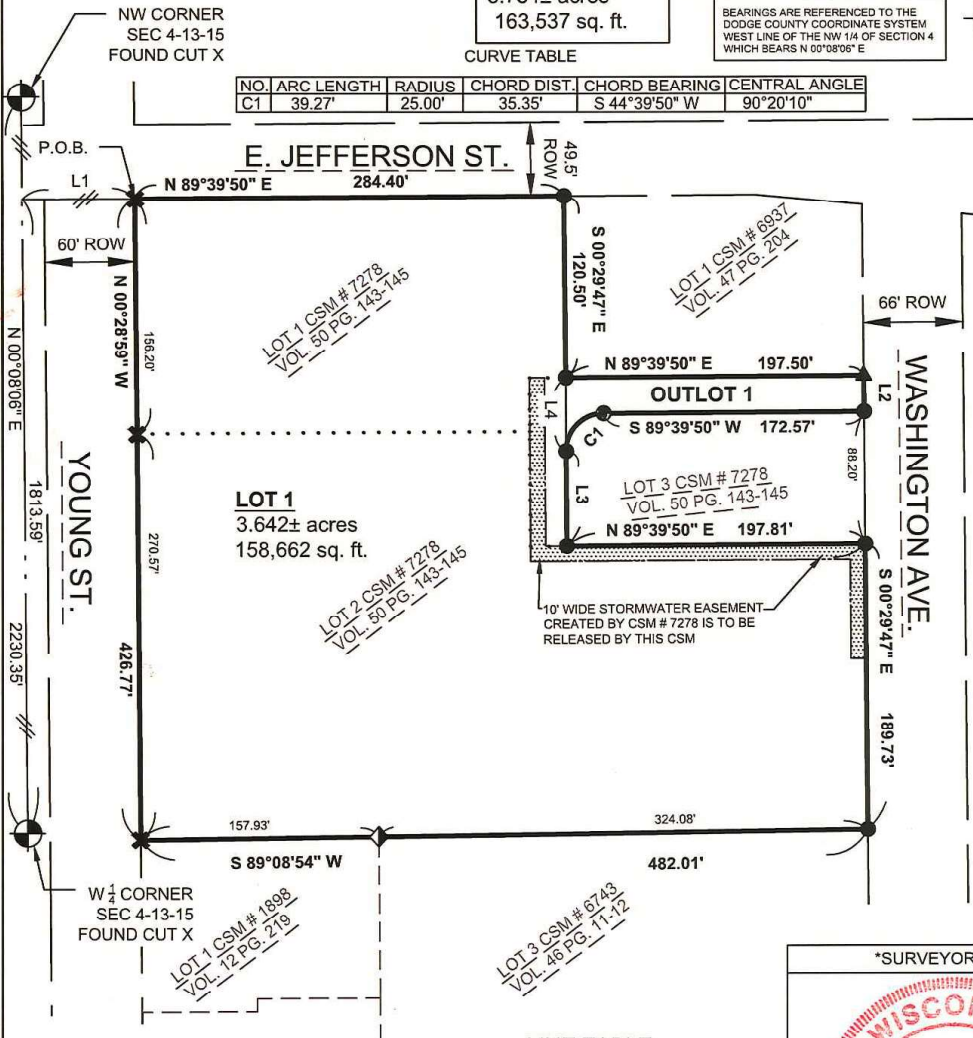 NW CORNER
SEC 4-13-15
FOUND CUT X
163,537 sq. ft.
BEARINGS ARE REFERENCED TO THE
DODGE COUNTY COORDINATE SYSTEM
WEST LINE OF THE NW 1/4 OF SECTION 4
WHICH BEARS N 00°08'06" E
CURVE TABLE
NO. ARC LENGTH RADIUS CHORD DIST. CHORD BEARING CENTRAL ANGLE
C1 39.27' 25.00' 35.35' S 44°39'50" W 90°20'10"
P.O.B.
E. JEFFERSON ST.
49.5'
ROW
L1
N 89°39'50" E 284.40'
60' ROW
N 00°28'59" W
156.20'
LOT 1 CSM # 7278
VOL. 50 PG. 143-145
S 00°29'47" E
120.50'
LOT 1 CSM # 6937
VOL. 47 PG. 204
66' ROW
N 00°08'06" E
1813.59'
2230.35'
YOUNG ST.
N 89°39'50" E 197.50'
OUTLOT 1
L2
L4
C1
S 89°39'50" W 172.57'
88.20'
WASHINGTON AVE.
L3
LOT 3 CSM # 7278
VOL. 50 PG. 143-145
N 89°39'50" E 197.81'
LOT 1
3.642± acres
158,662 sq. ft.
270.57'
426.77'
LOT 2 CSM # 7278
VOL. 50 PG. 143-145
10' WIDE STORMWATER EASEMENT
CREATED BY CSM # 7278 IS TO BE
RELEASED BY THIS CSM
S 00°29'47" E
189.73'
157.93'
324.08'
S 89°08'54" W
482.01'
W 1/4 CORNER
SEC 4-13-15
FOUND CUT X
LOT 1 CSM # 1898
VOL. 12 PG. 219
LOT 3 CSM # 6743
VOL. 46 PG. 11-12
*SURVEYOR
WISCON